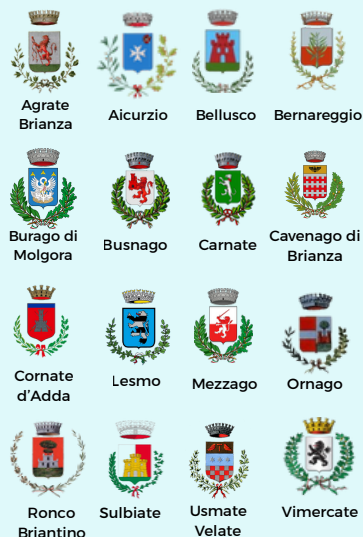 Agrate
Brianza
Aicurzio
Bellusco
Bernareggio
Burago di
Molgora
Busnago
Carnate
Cavenago di
Brianza
Cornate
d'Adda
Lesmo
Mezzago
Ornago
Ronco
Briantino
Sulbiate
Usmate
Velate
Vimercate